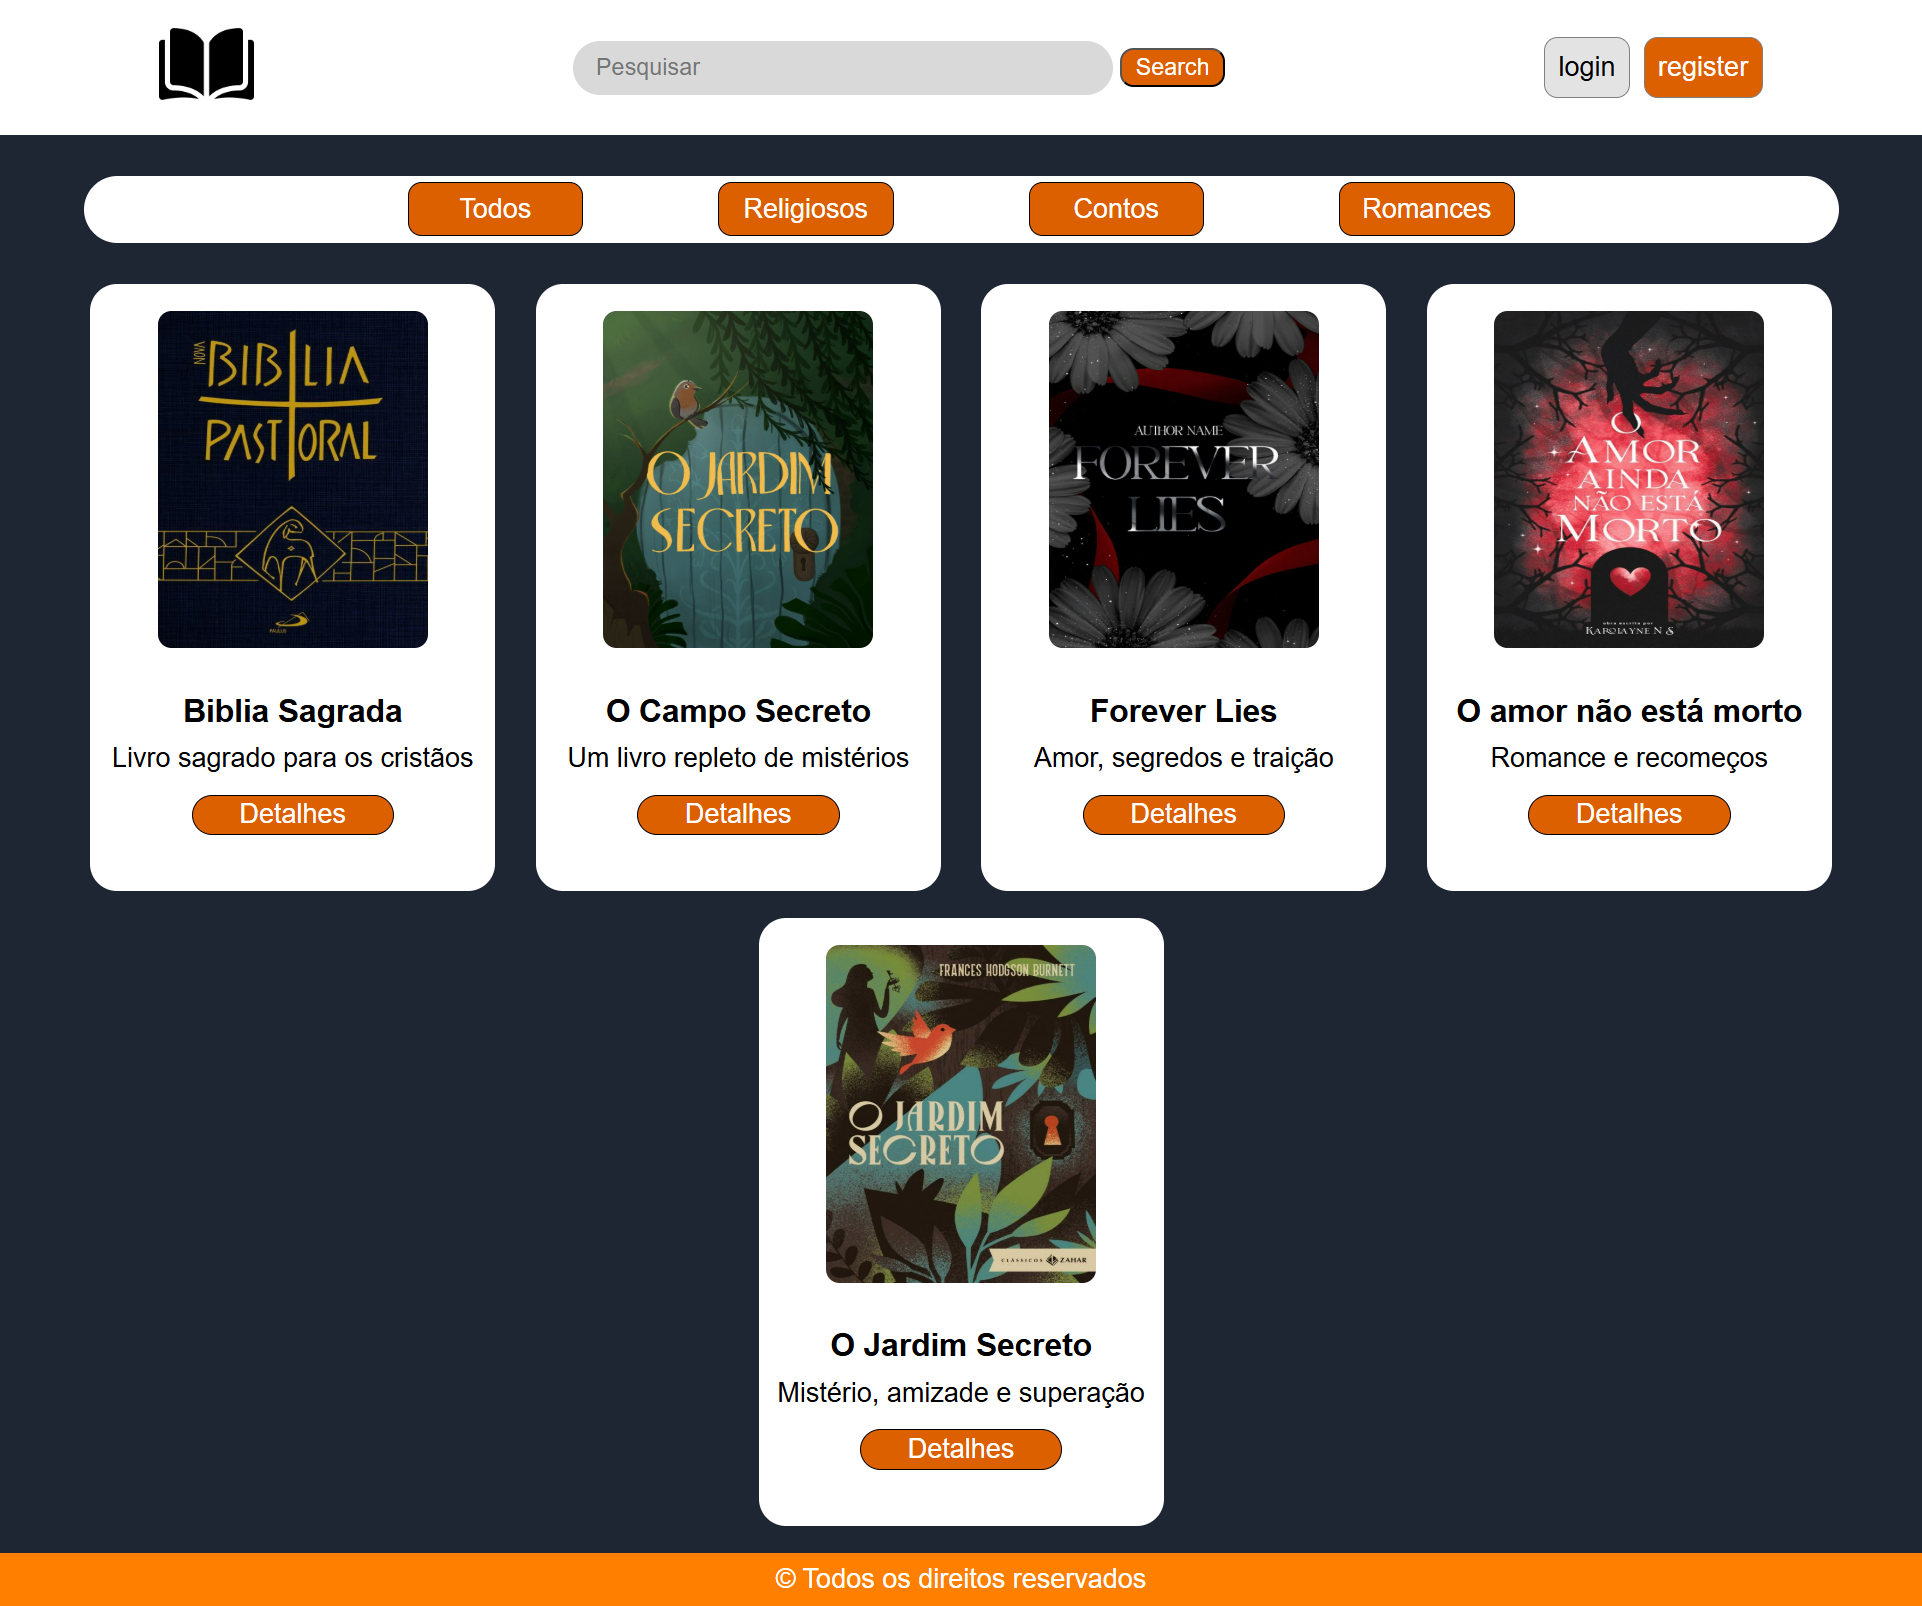 Pesquisar
Search
login
register
Todos
Religiosos
Contos
Romances
NOVA
BIBLIA
PASTORAL
PAULUS
Biblia Sagrada
Livro sagrado para os cristãos
Detalhes
O JARDIM
SECRETO
O Campo Secreto
Um livro repleto de mistérios
Detalhes
AUTHOR NAME
FOREVER
LIES
Forever Lies
Amor, segredos e traição
Detalhes
O
AMOR
AINDA
NÃO ESTÁ
MORTO
obra escrita por
KAROLAYNE N S
O amor não está morto
Romance e recomeços
Detalhes
FRANCES HODGSON BURNETT
O JARDIM
SECRETO
CLÁSSICOS ZAHAR
O Jardim Secreto
Mistério, amizade e superação
Detalhes
© Todos os direitos reservados